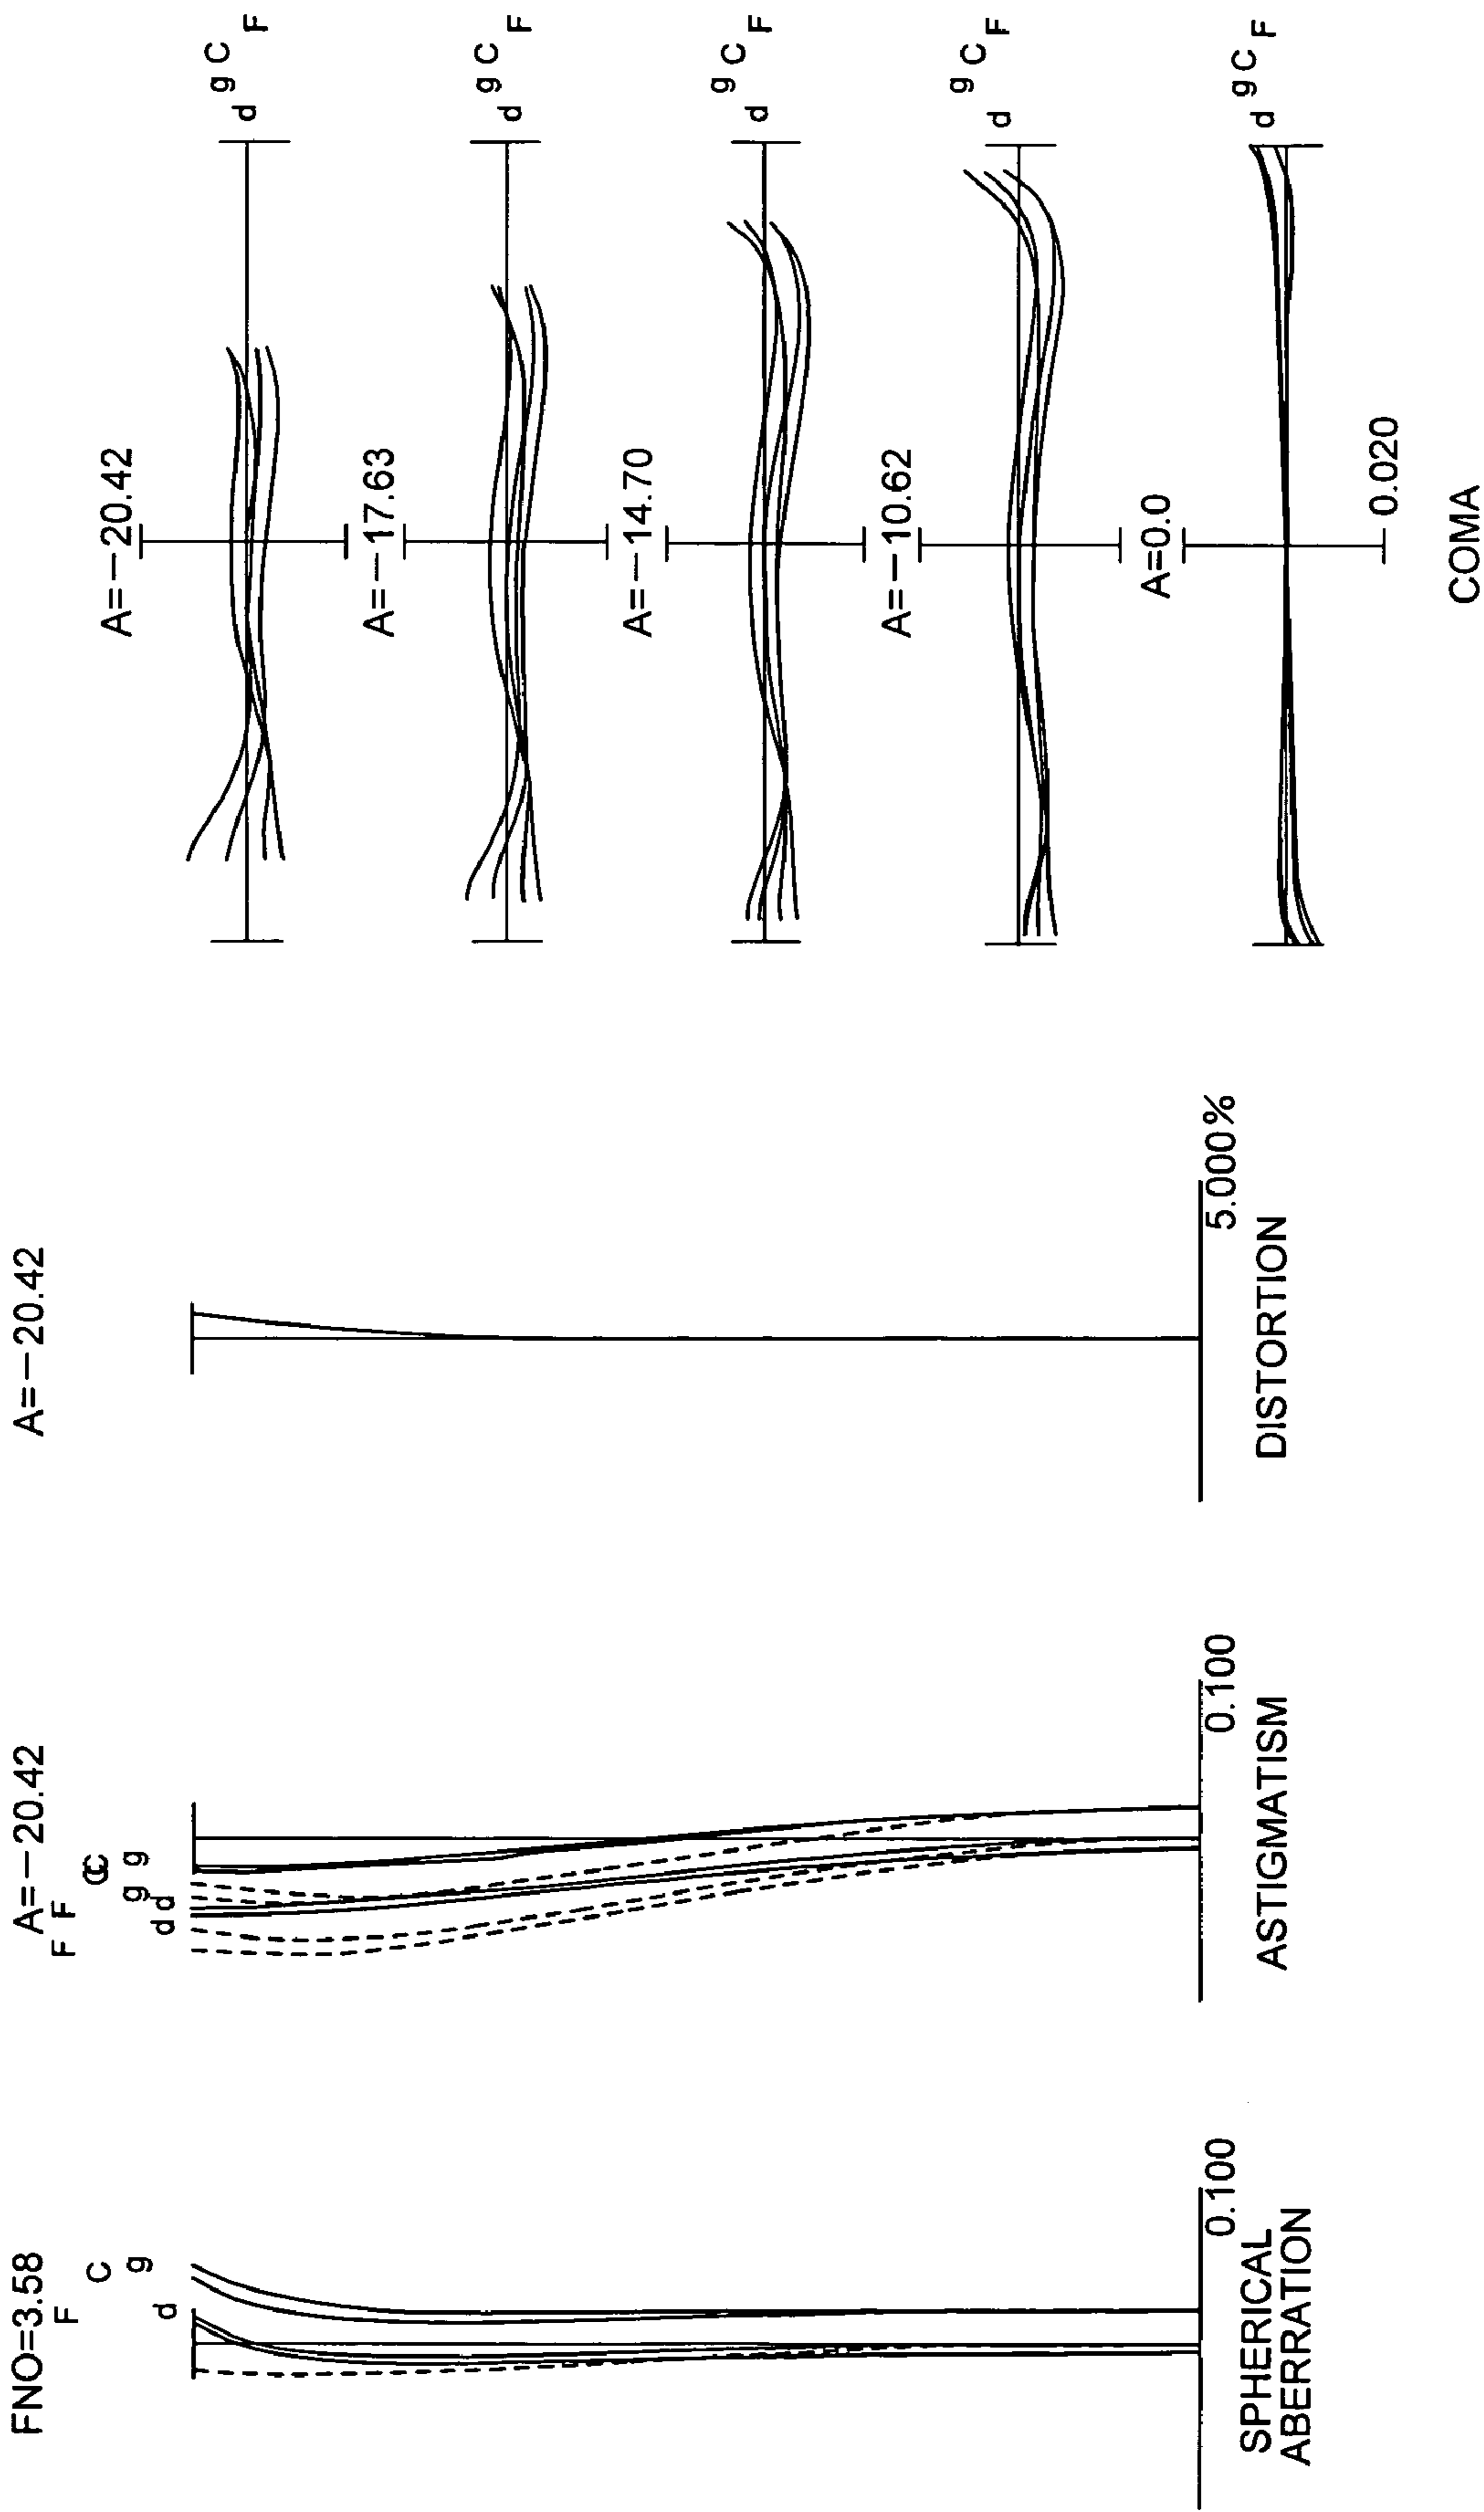 FNO=3.58
F
C
g
d
0.100
SPHERICAL
ABERRATION
A=−20.42
F F
C C
g g
d d
0.100
ASTIGMATISM
A=−20.42
5.000%
DISTORTION
A=−20.42
g C
d F
A=−17.63
g C
d F
A=−14.70
g C
d F
A=−10.62
g C
d F
A=0.0
g C
d F
0.020
COMA